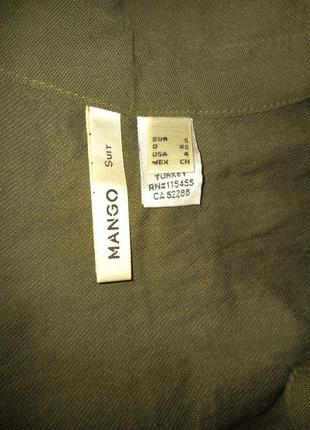 MANGO SUIT
EUR S
D XS
USA 4
MEX CH
TURKEY
RN#115455
CA 52288